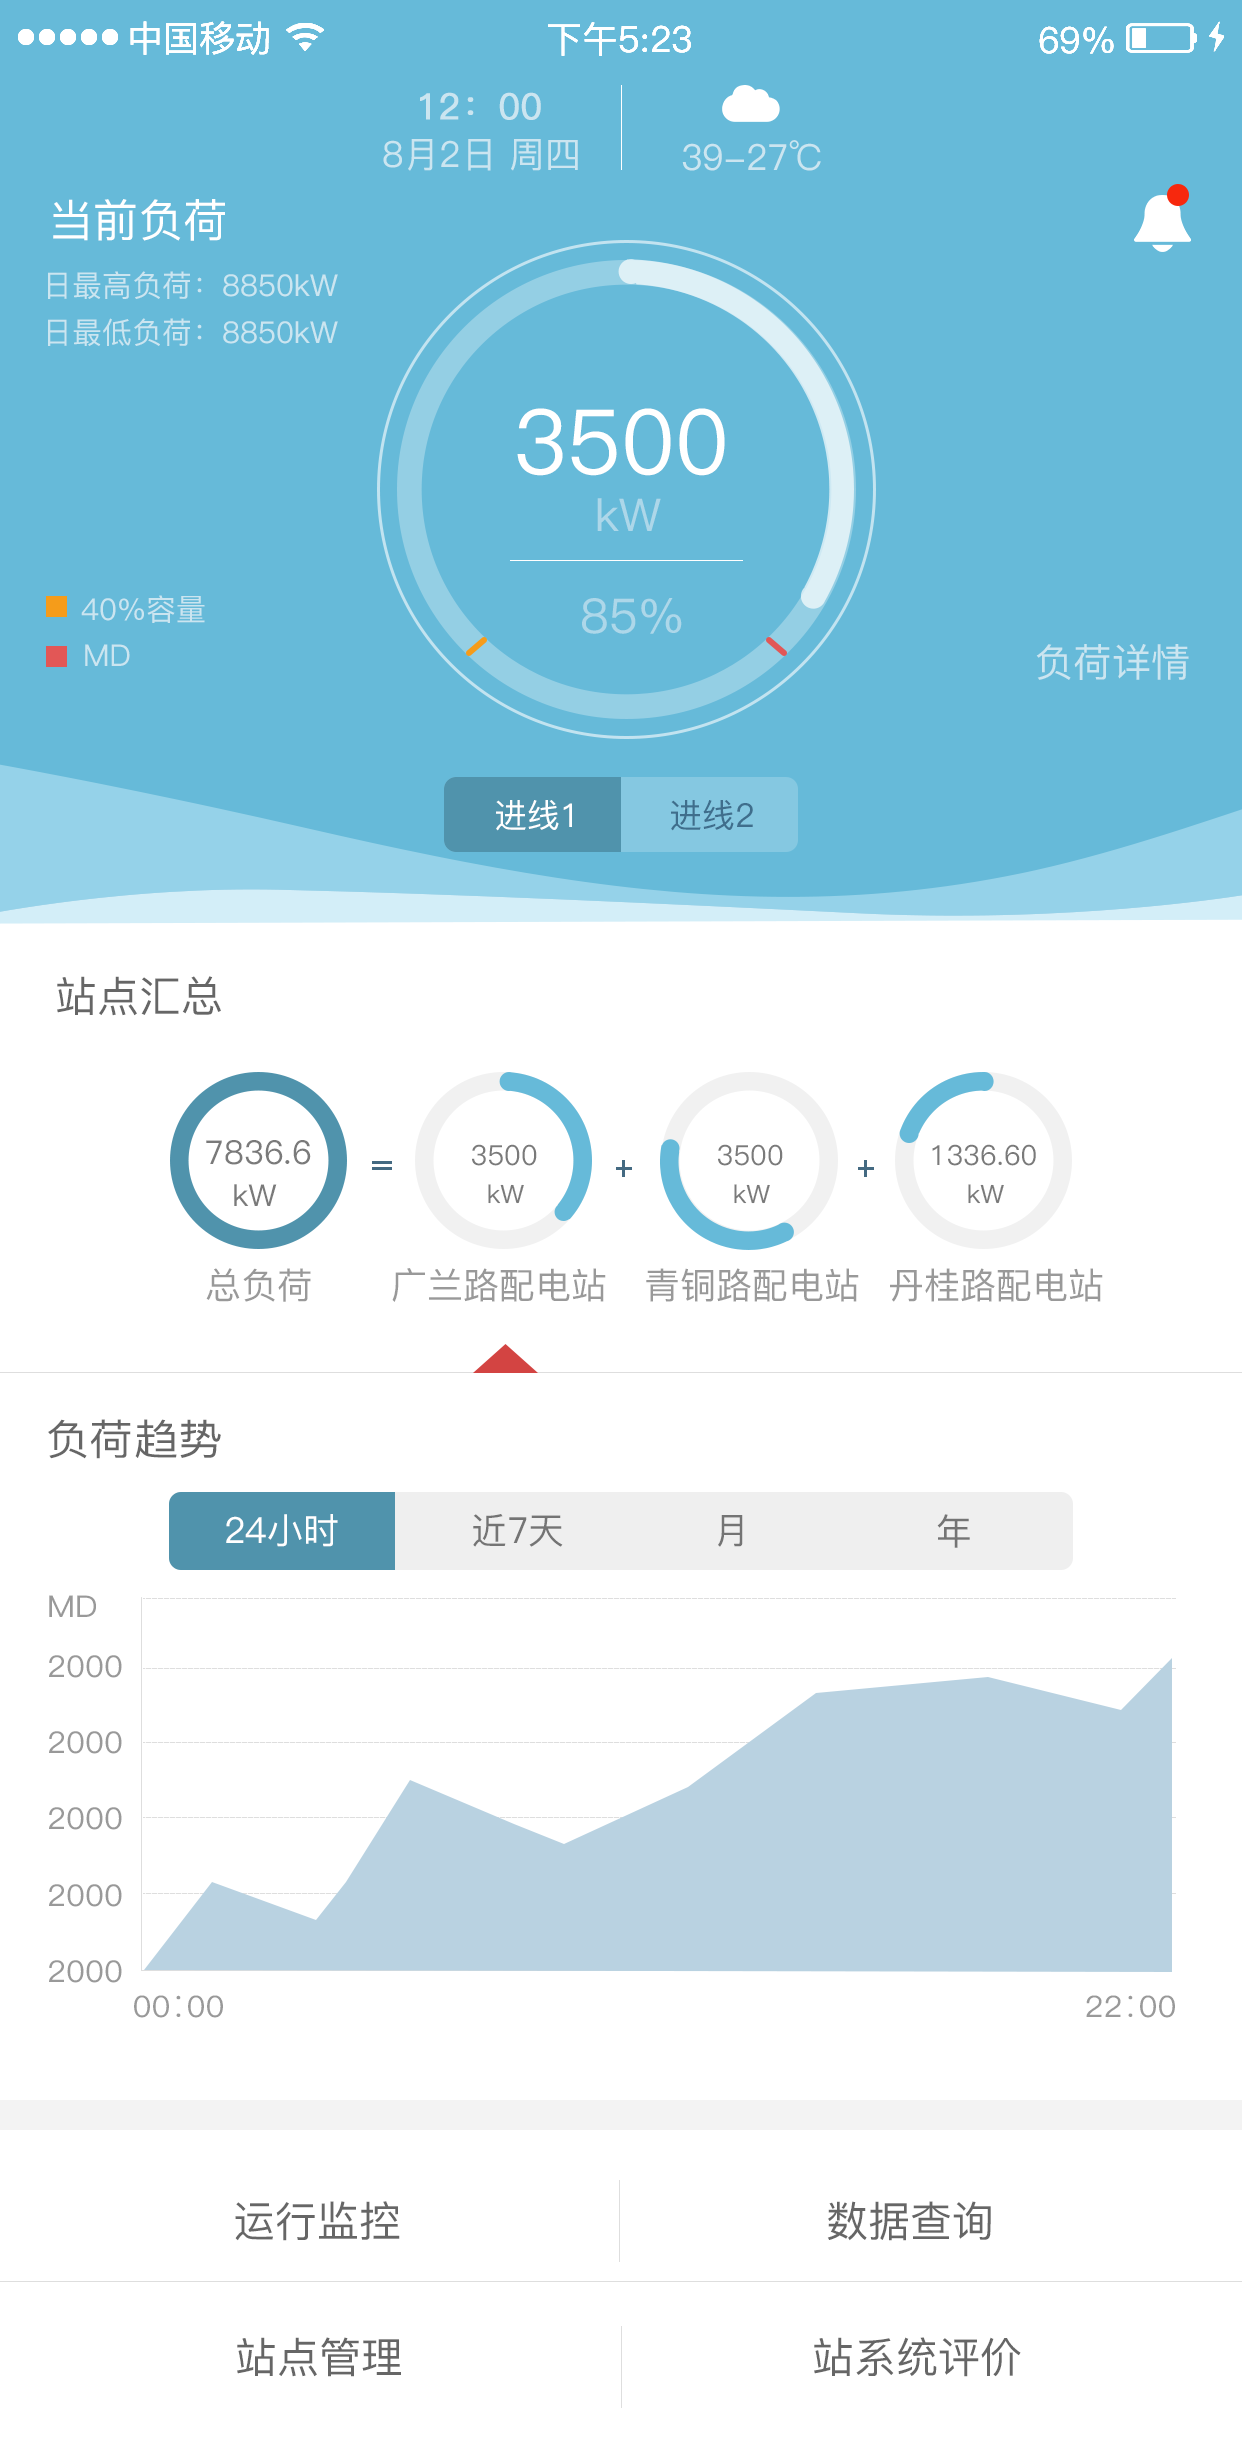 中国移动 下午5:23 69%
12：00
8月2日 周四 39-27℃
当前负荷
日最高负荷：8850kW
日最低负荷：8850kW
3500
kW
85%
40%容量
MD
负荷详情
进线1 进线2
站点汇总
7836.6 kW = 3500 kW + 3500 kW + 1336.60 kW
总负荷 广兰路配电站 青铜路配电站 丹桂路配电站
负荷趋势
24小时 近7天 月 年
MD
2000
2000
2000
2000
2000
00:00 22:00
运行监控 数据查询
站点管理 站系统评价